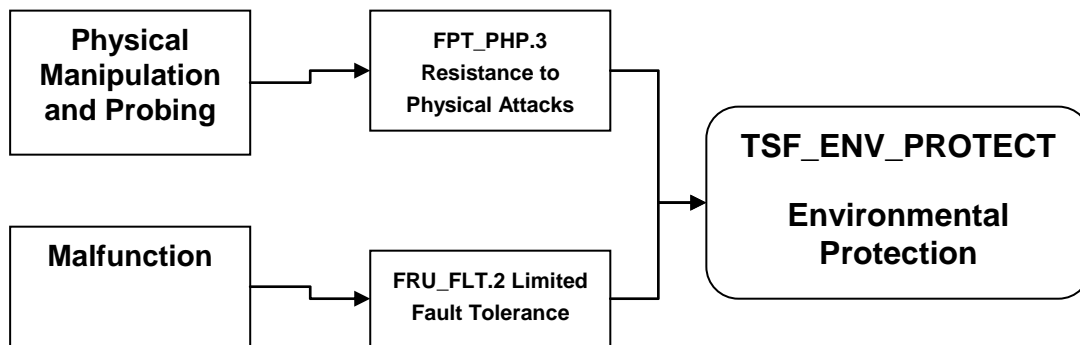 Physical
Manipulation
and Probing
FPT_PHP.3
Resistance to
Physical Attacks
TSF_ENV_PROTECT
Environmental
Protection
Malfunction
FRU_FLT.2 Limited
Fault Tolerance